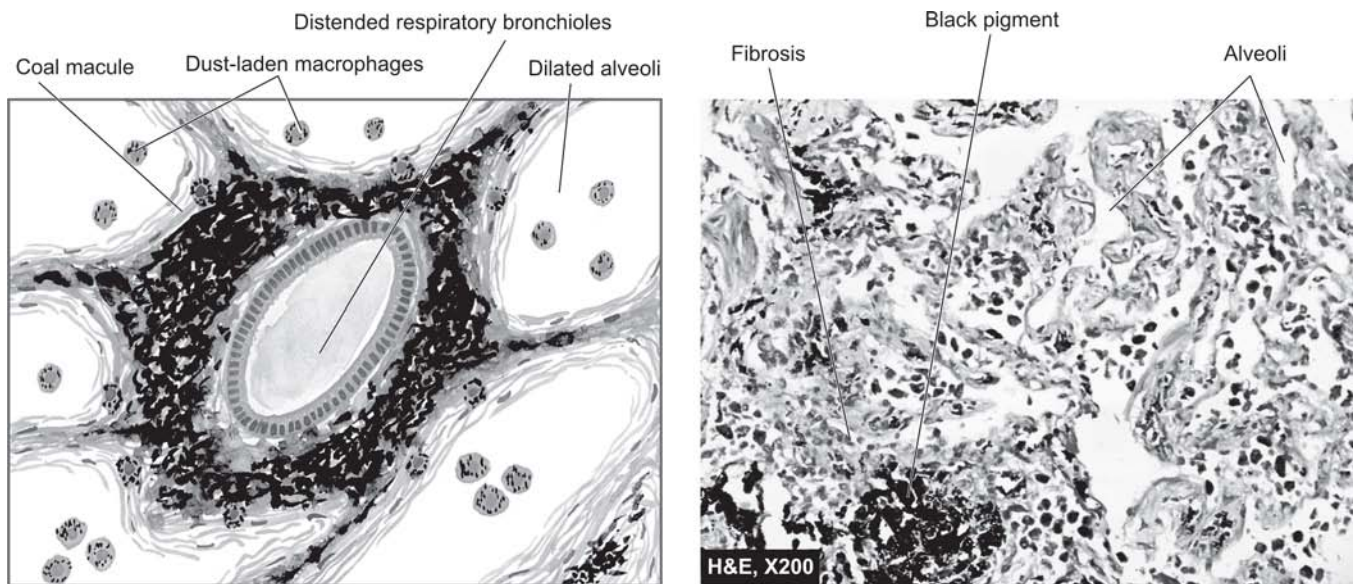 Distended respiratory bronchioles
Dust-laden macrophages
Coal macule
Dilated alveoli
Black pigment
Fibrosis
Alveoli
H&E, X200